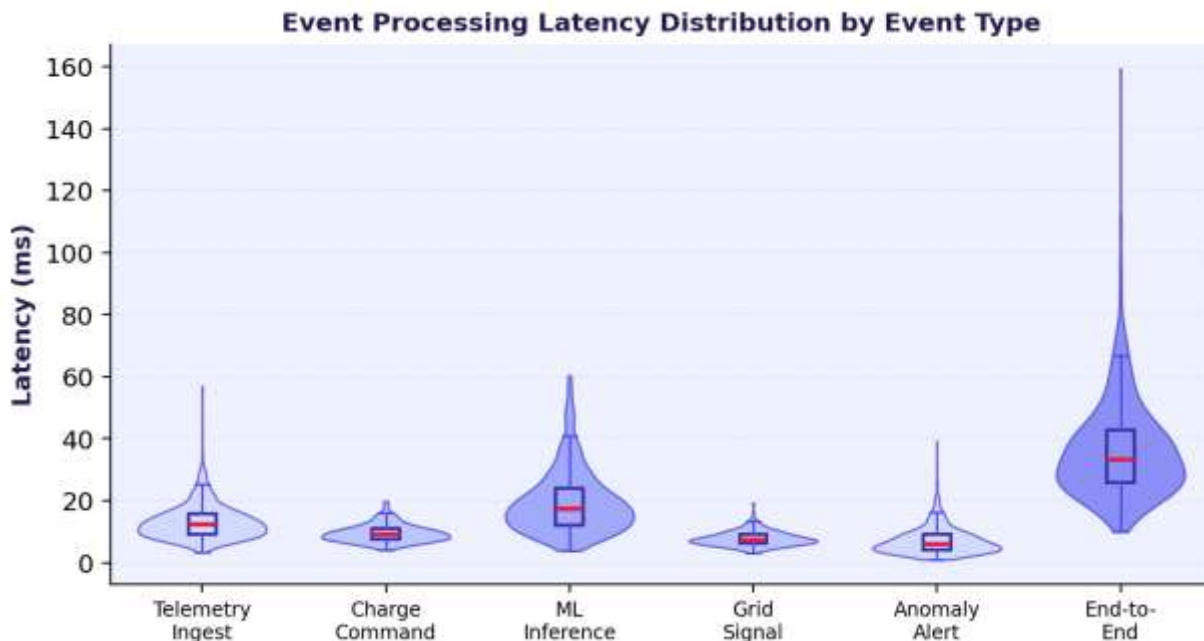 Event Processing Latency Distribution by Event Type
Latency (ms)
160
140
120
100
80
60
40
20
0
Telemetry
Ingest
Charge
Command
ML
Inference
Grid
Signal
Anomaly
Alert
End-to-
End